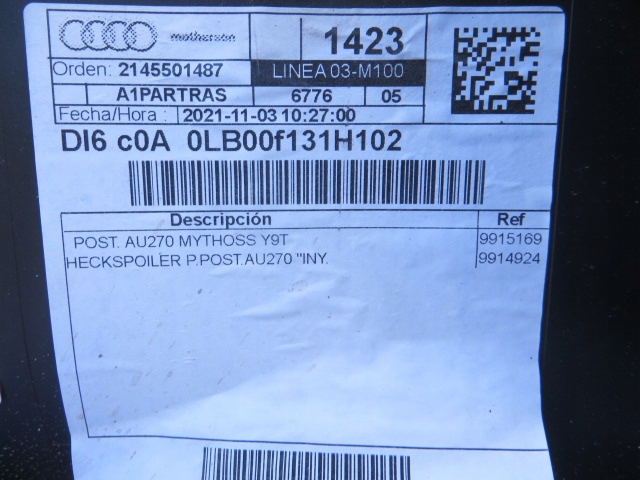 motherson
1423
Orden: 2145501487
LINEA 03-M100
A1PARTRAS 6776 05
Fecha/Hora : 2021-11-03 10:27:00
DI6 c0A 0LB00f131H102
Descripción Ref
POST. AU270 MYTHOSS Y9T 9915169
HECKSPOILER P.POST.AU270 "INY. 9914924